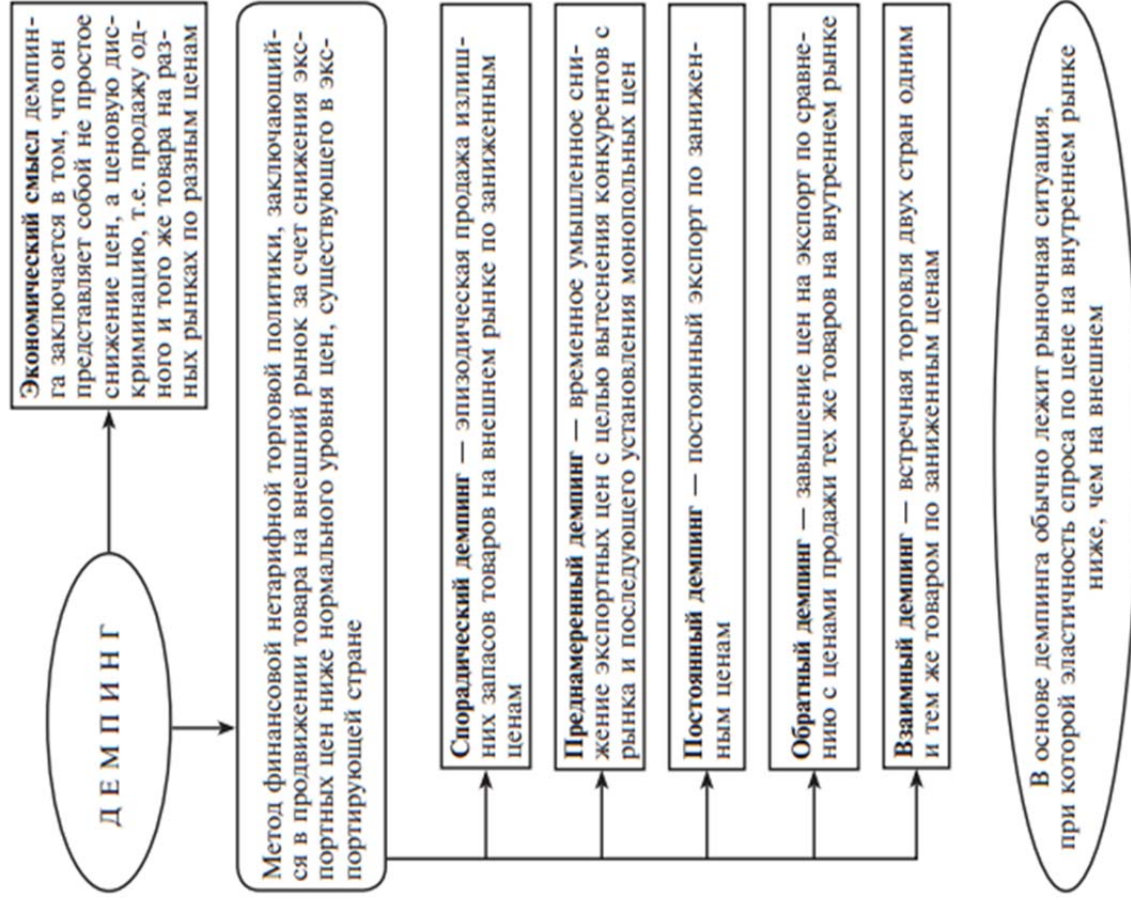 ДЕМПИНГ
Экономический смысл демпин-
га заключается в том, что он
представляет собой не простое
снижение цен, а ценовую дис-
криминацию, т.е. продажу од-
ного и того же товара на раз-
ных рынках по разным ценам
Метод финансовой нетарифной торговой политики, заключающий-
ся в продвижении товара на внешний рынок за счет снижения экс-
портных цен ниже нормального уровня цен, существующего в экс-
портирующей стране
Спорадический демпинг — эпизодическая продажа излиш-
них запасов товаров на внешнем рынке по заниженным
ценам
Преднамеренный демпинг — временное умышленное сни-
жение экспортных цен с целью вытеснения конкурентов с
рынка и последующего установления монопольных цен
Постоянный демпинг — постоянный экспорт по занижен-
ным ценам
Обратный демпинг — завышение цен на экспорт по сравне-
нию с ценами продажи тех же товаров на внутреннем рынке
Взаимный демпинг — встречная торговля двух стран одним
и тем же товаром по заниженным ценам
В основе демпинга обычно лежит рыночная ситуация,
при которой эластичность спроса по цене на внутреннем рынке
ниже, чем на внешнем